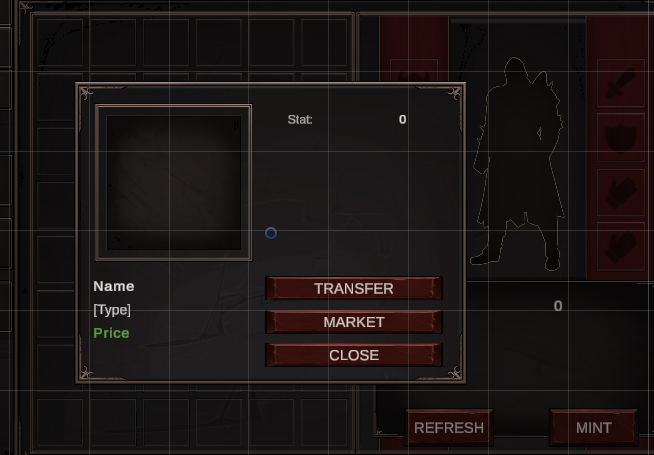 Stat: 0
Name
[Type]
Price
TRANSFER
MARKET
CLOSE
0
REFRESH MINT